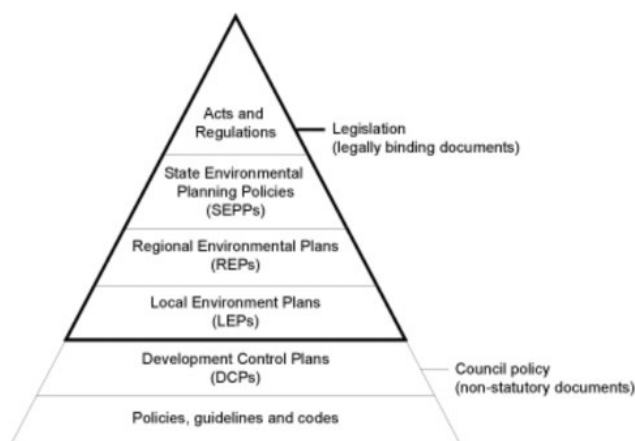 Acts and
Regulations
Legislation
(legally binding documents)
State Environmental
Planning Policies
(SEPPs)
Regional Environmental Plans
(REPs)
Local Environment Plans
(LEPs)
Development Control Plans
(DCPs)
Council policy
(non-statutory documents)
Policies, guidelines and codes